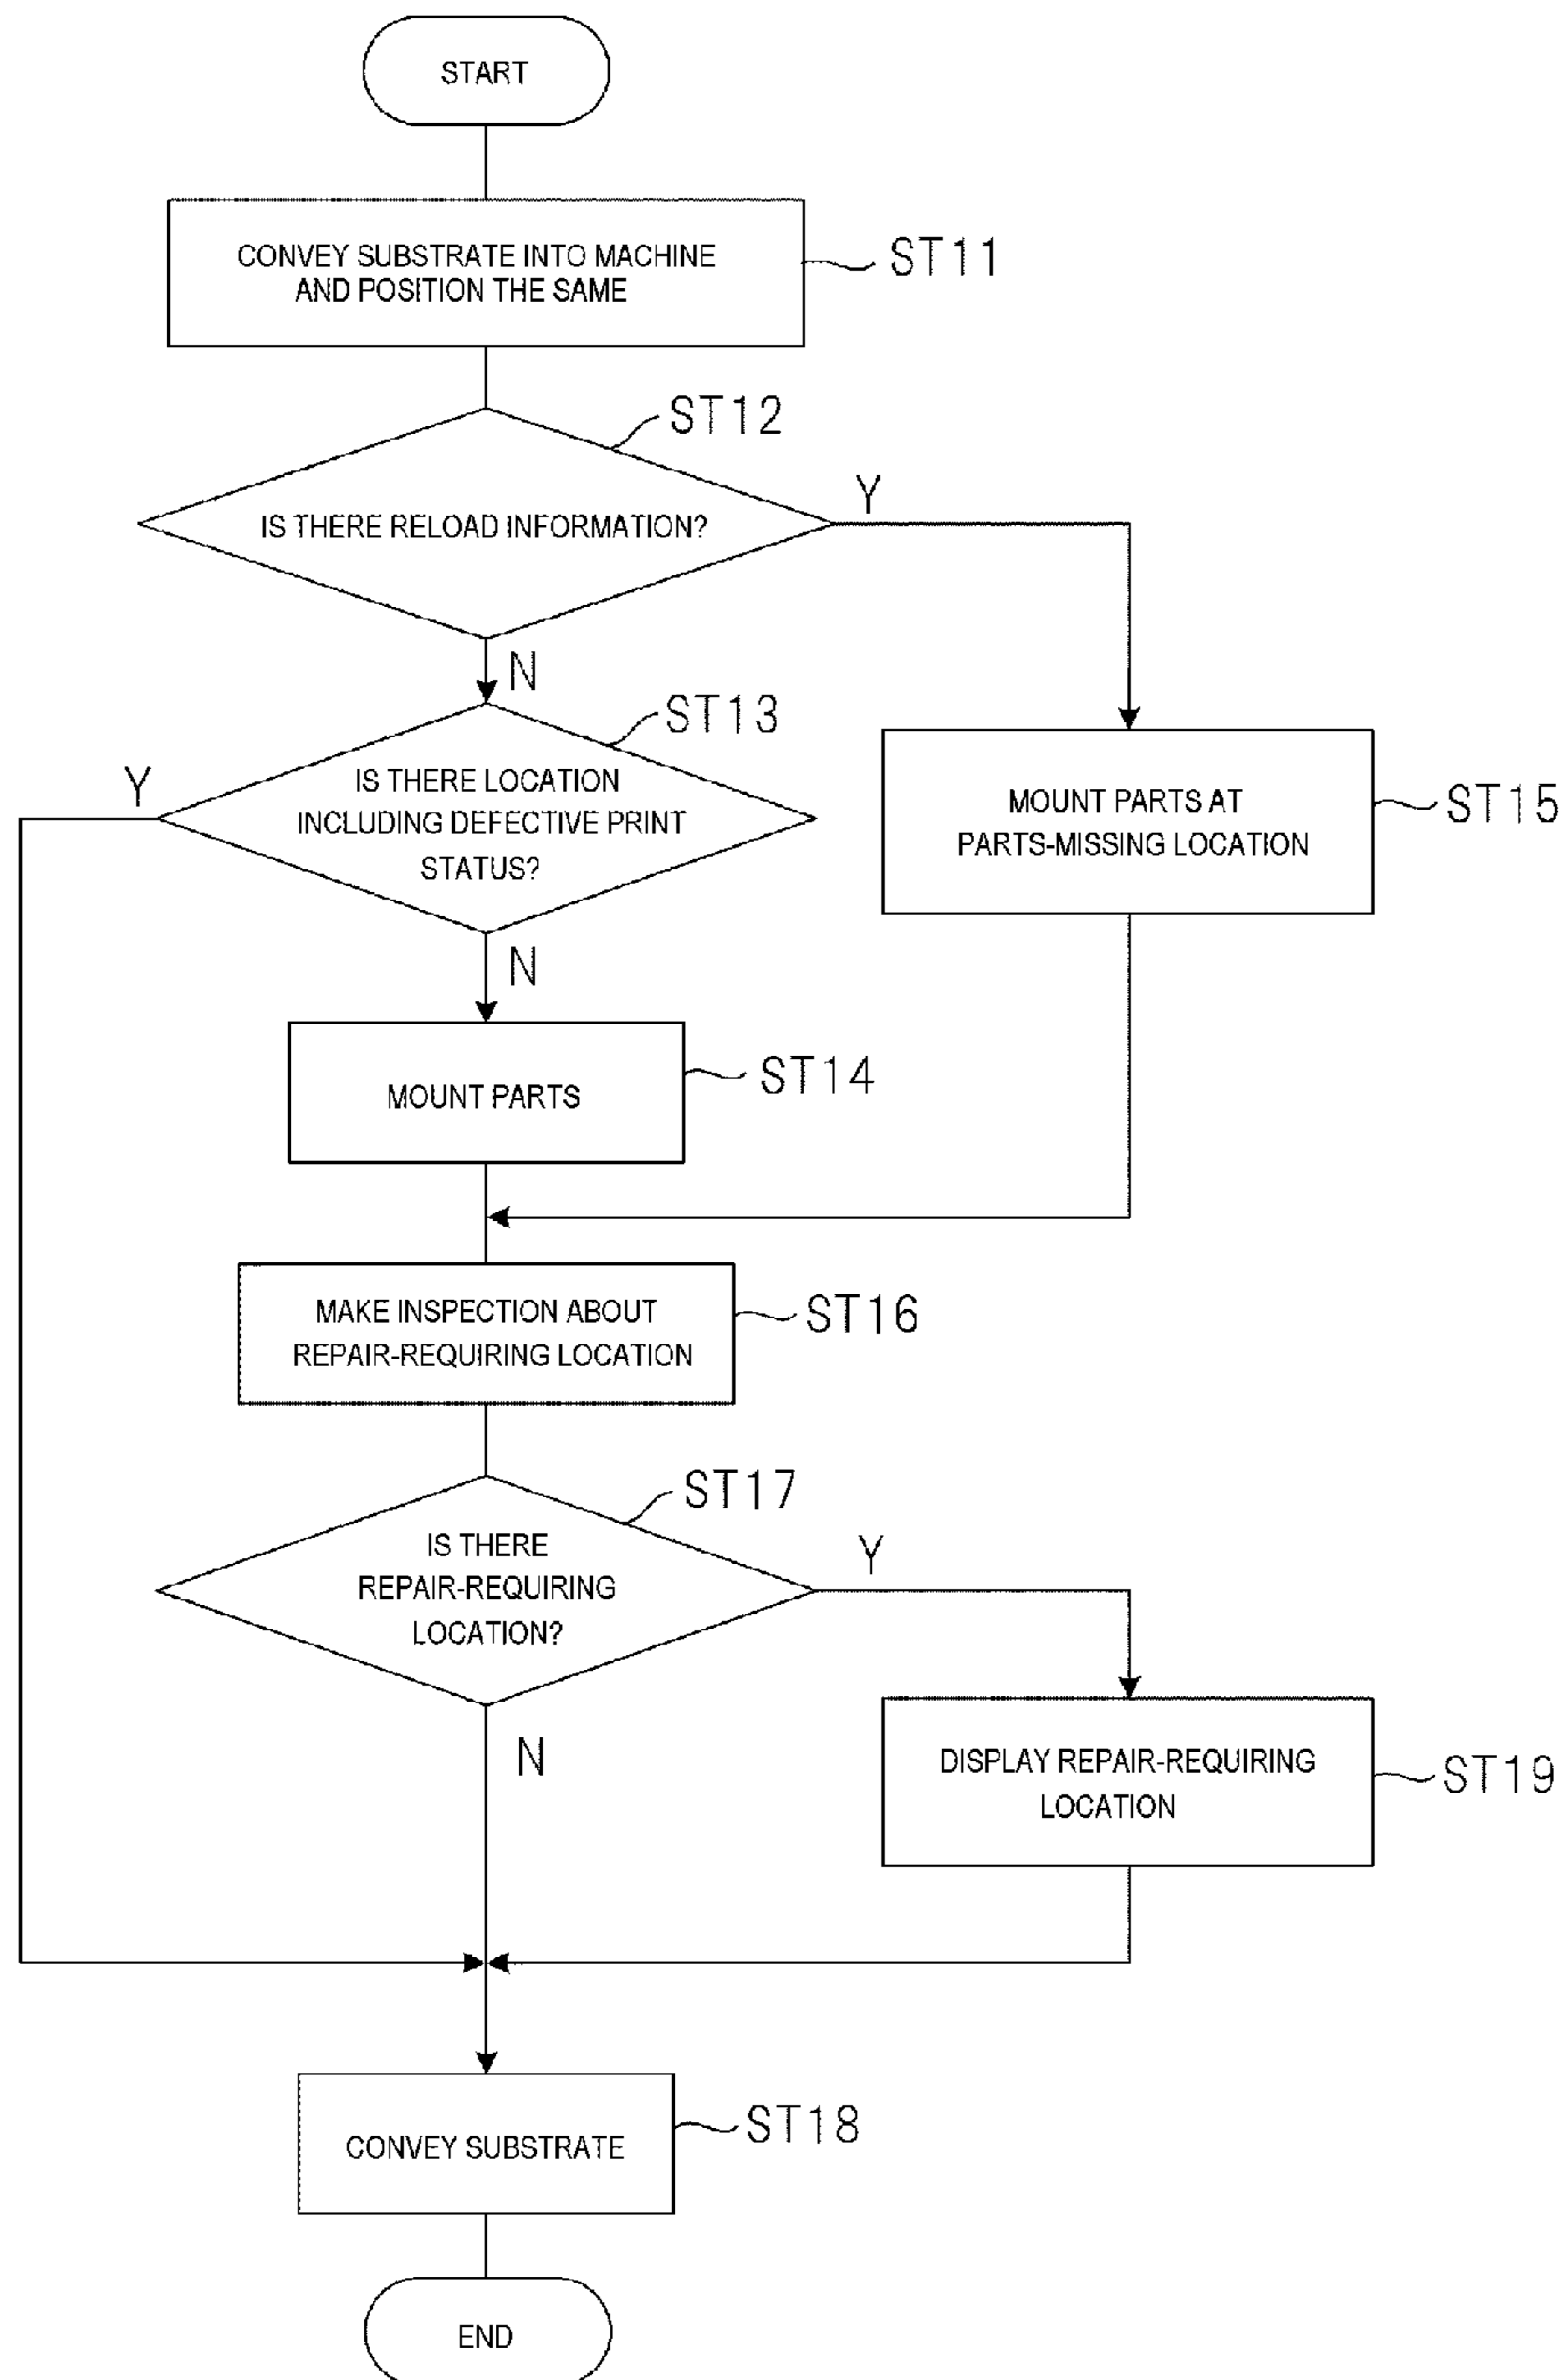 START
CONVEY SUBSTRATE INTO MACHINE
AND POSITION THE SAME
ST11
ST12
IS THERE RELOAD INFORMATION?
Y
N
ST13
IS THERE LOCATION
INCLUDING DEFECTIVE PRINT
STATUS?
Y
N
MOUNT PARTS AT
PARTS-MISSING LOCATION
ST15
MOUNT PARTS
ST14
MAKE INSPECTION ABOUT
REPAIR-REQUIRING LOCATION
ST16
ST17
IS THERE
REPAIR-REQUIRING
LOCATION?
Y
N
DISPLAY REPAIR-REQUIRING
LOCATION
ST19
CONVEY SUBSTRATE
ST18
END